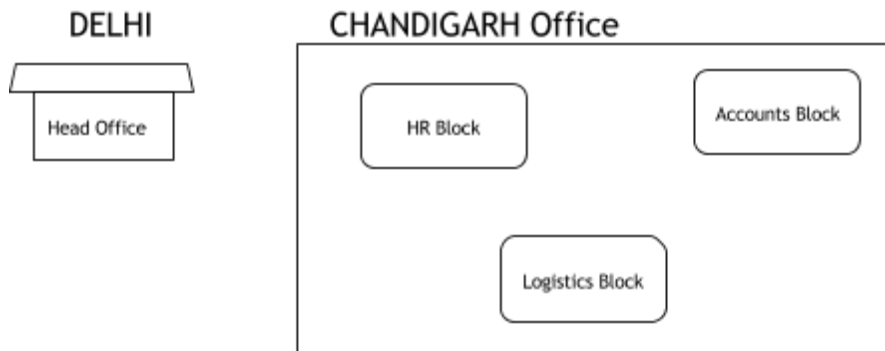 DELHI
CHANDIGARH Office
Head Office
HR Block
Accounts Block
Logistics Block